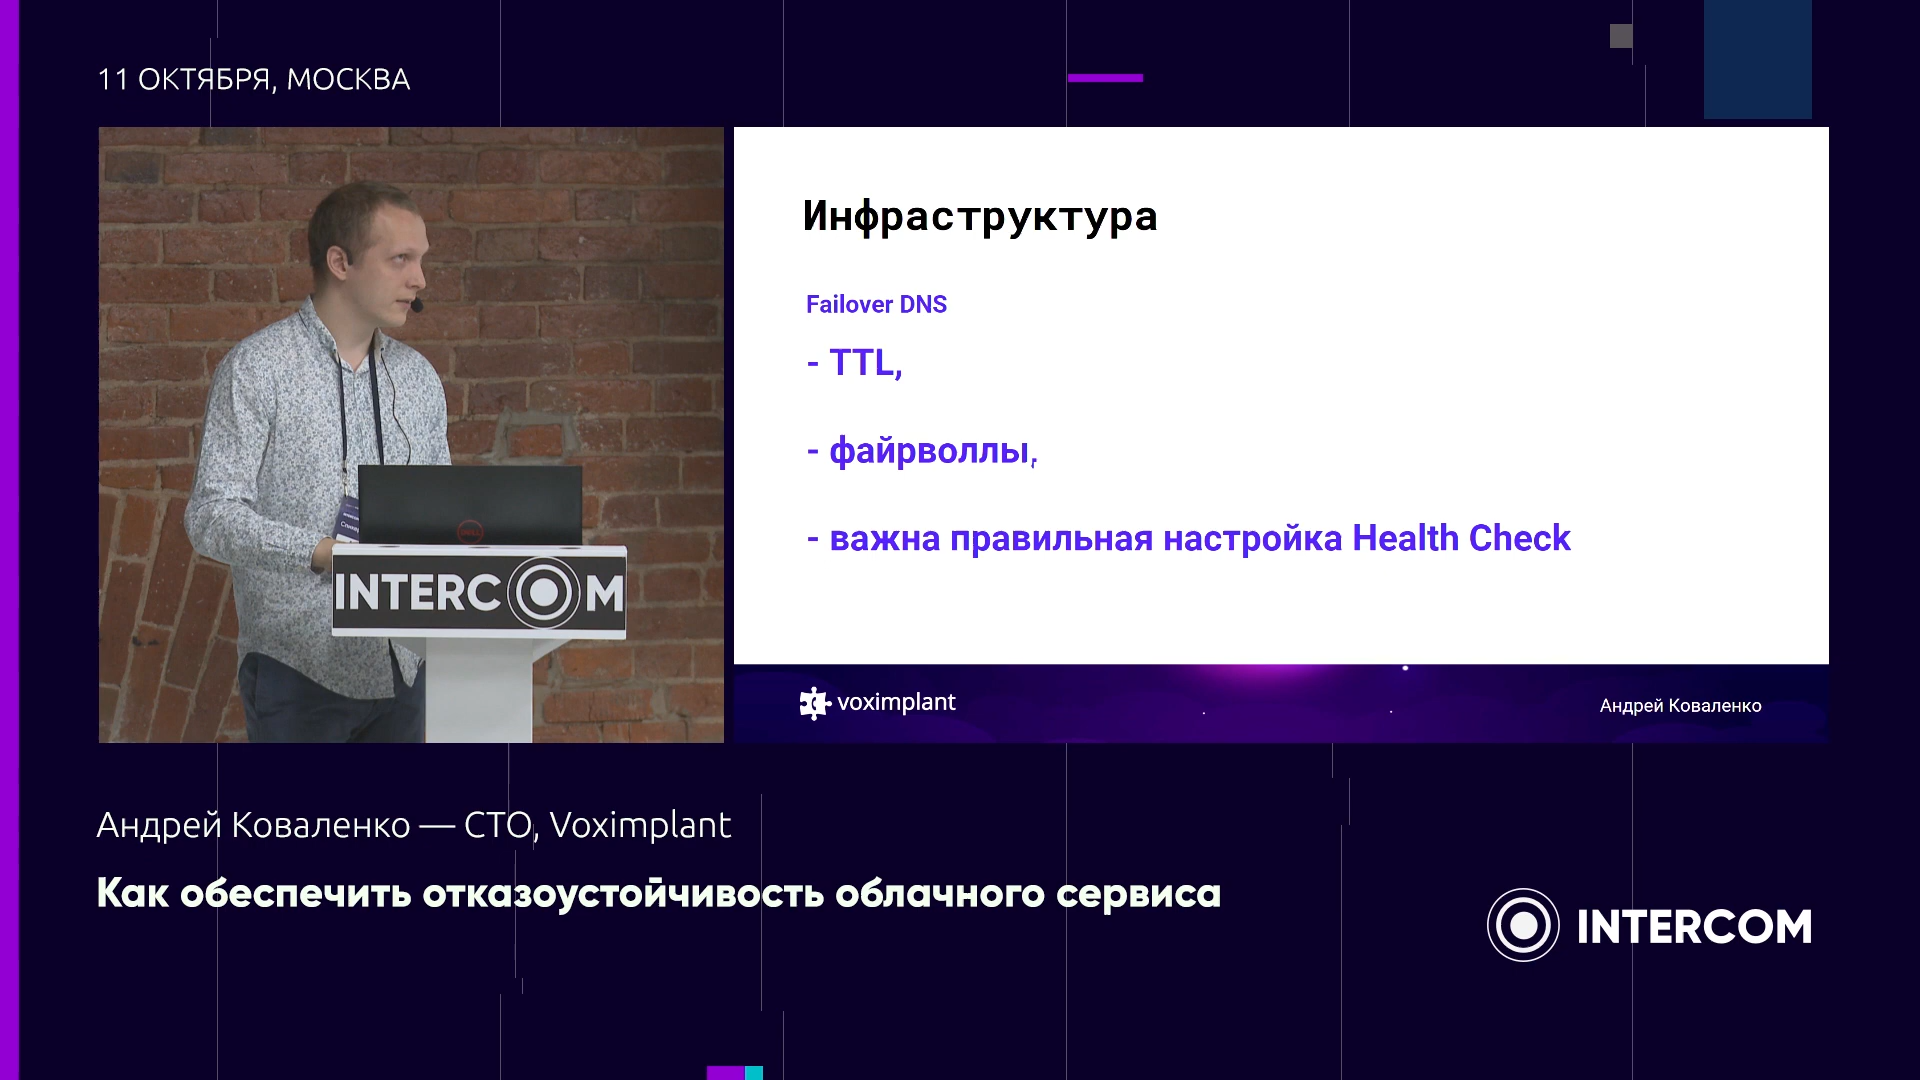 11 ОКТЯБРЯ, МОСКВА
Инфраструктура
Failover DNS
- TTL,
- файрволлы,
- важна правильная настройка Health Check
voximplant
Андрей Коваленко
DELL
INTERCOM
Андрей Коваленко — CTO, Voximplant
Как обеспечить отказоустойчивость облачного сервиса
INTERCOM